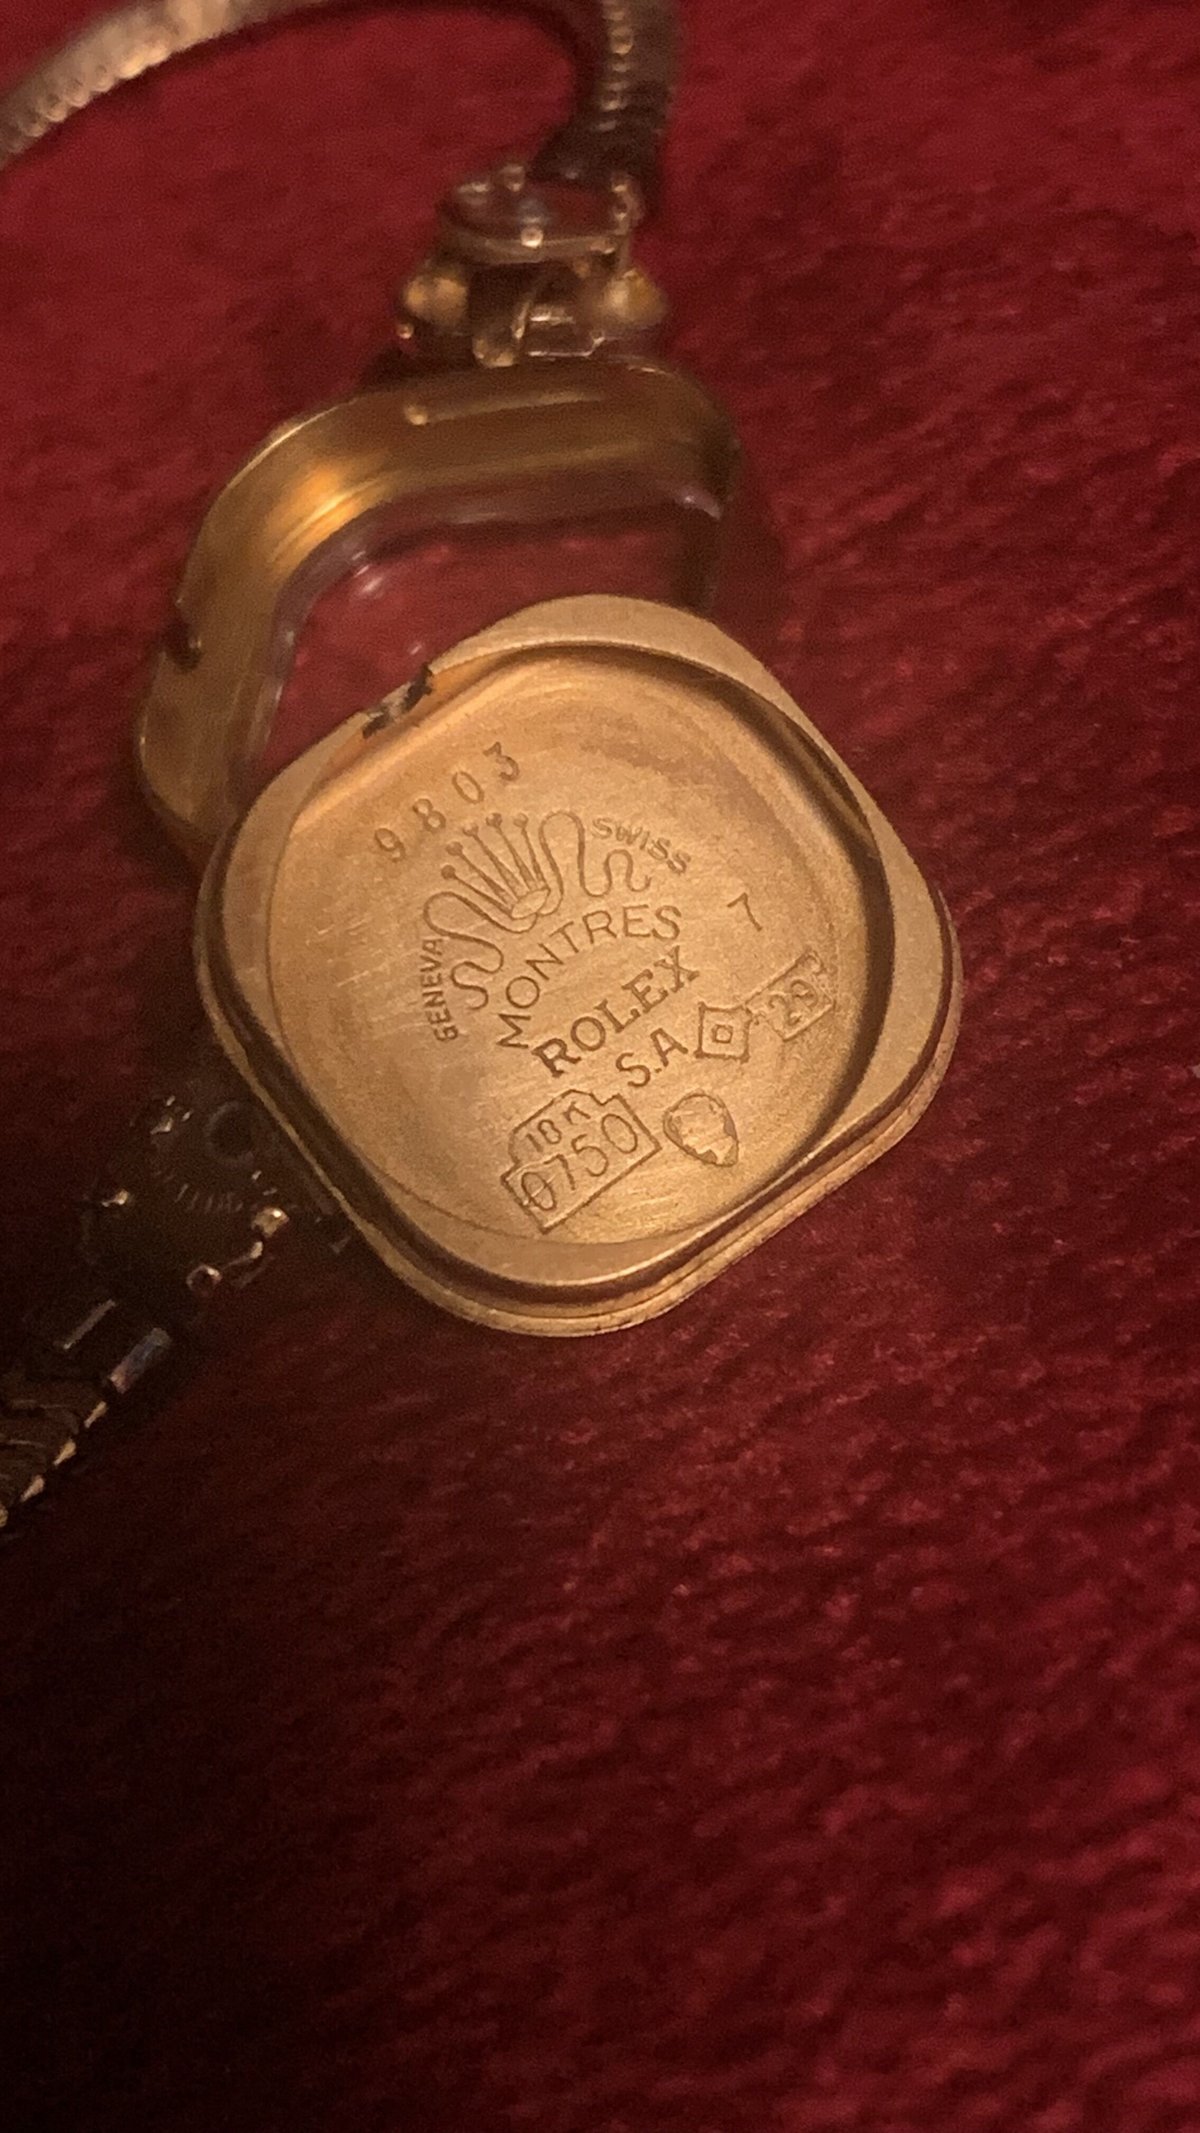 9803
GENEVA
SWISS
MONTRES
ROLEX
S.A
7
29
18K
0750